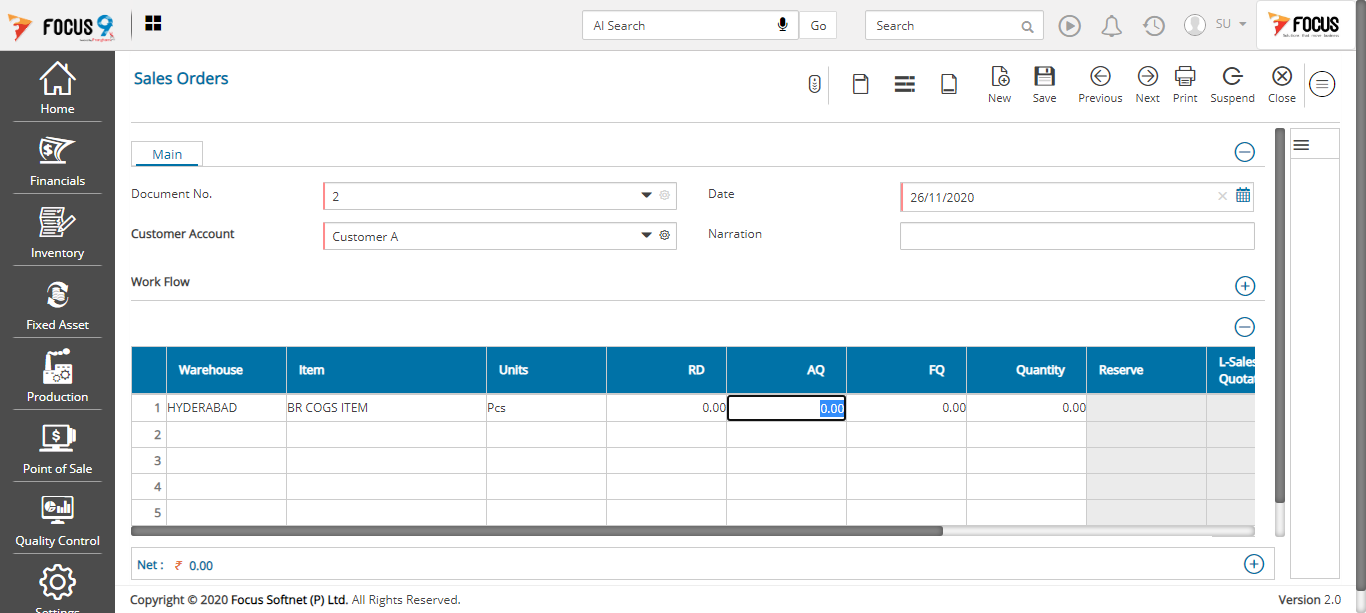 FOCUS 9
AI Search
Go
Search
SU
FOCUS
Sales Orders
New
Save
Previous
Next
Print
Suspend
Close
Home
Financials
Inventory
Fixed Asset
Production
Point of Sale
Quality Control
Settings
Main
Document No.
2
Date
26/11/2020
Customer Account
Customer A
Narration
Work Flow
Warehouse Item Units RD AQ FQ Quantity Reserve L-Sales
Quotat
1 HYDERABAD BR COGS ITEM Pcs 0.00 0.00 0.00 0.00
2
3
4
5
Net : ₹ 0.00
Copyright © 2020 Focus Softnet (P) Ltd. All Rights Reserved.
Version 2.0